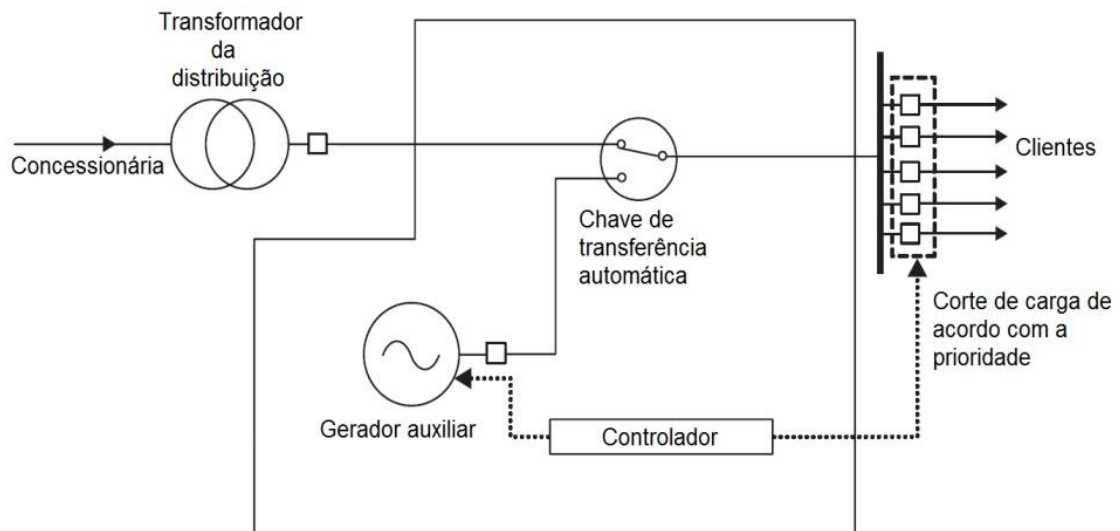 Transformador
da
distribuição
Concessionária
Chave de
transferência
automática
Clientes
Corte de carga de
acordo com a
prioridade
Gerador auxiliar
Controlador